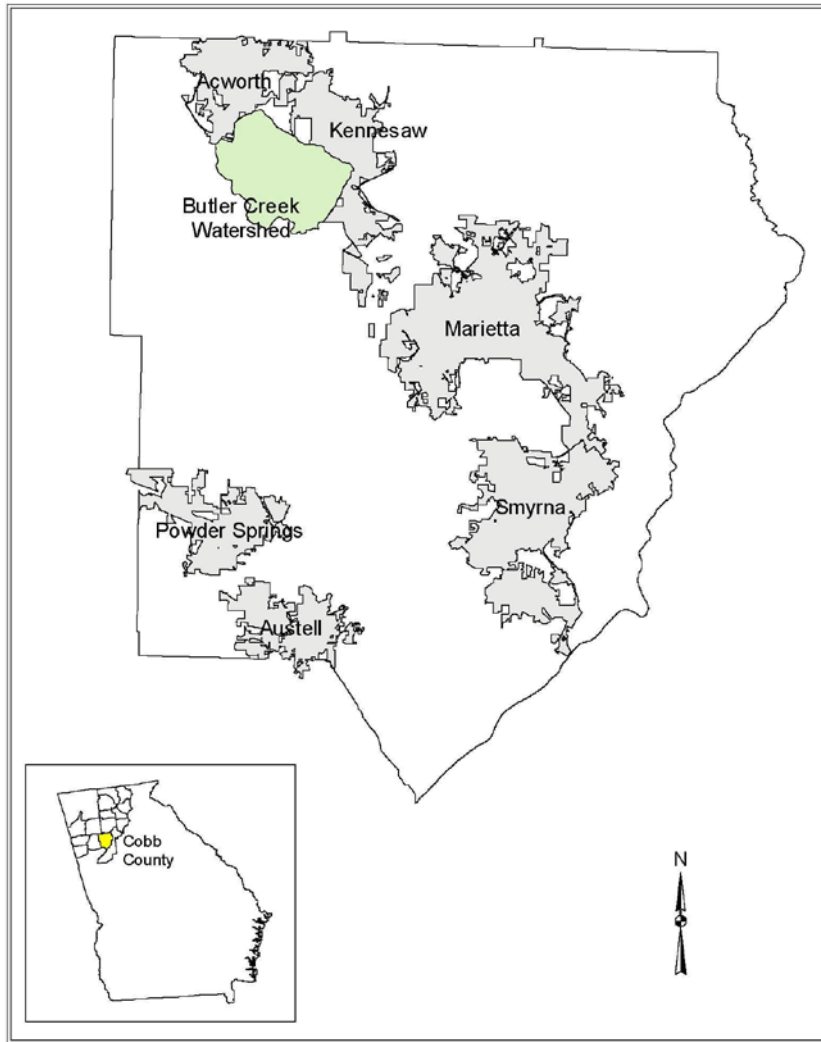 Acworth
Kennesaw
Butler Creek
Watershed
Marietta
Smyrna
Powder Springs
Austell
Cobb
County
N